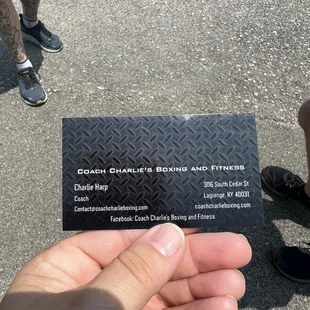 Coach Charlie's Boxing and Fitness
Charlie Harp
Coach
Contact@coachcharlieboxing.com
306 South Cedar St
Lagrange, KY 40031
coachcharlieboxing.com
Facebook: Coach Charlie's Boxing and Fitness